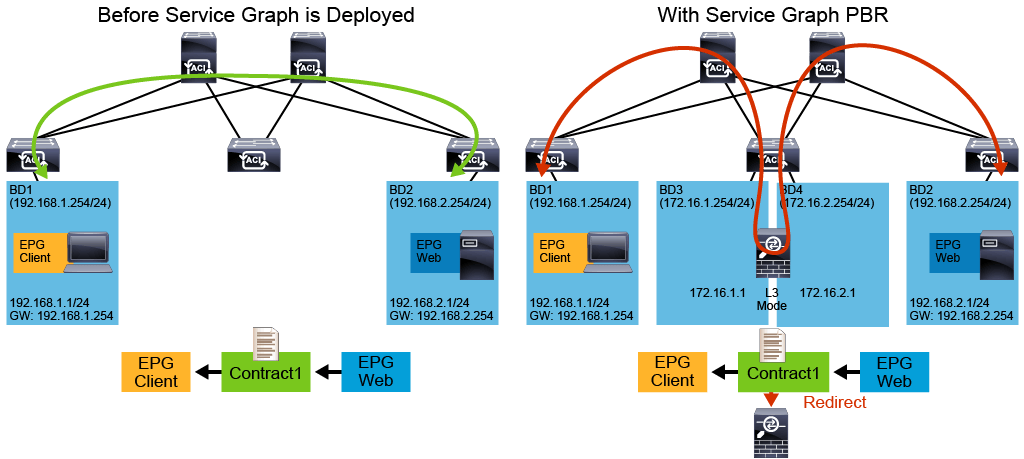 Before Service Graph is Deployed
ACI
ACI
ACI
ACI
ACI
BD1
(192.168.1.254/24)
EPG
Client
192.168.1.1/24
GW: 192.168.1.254
BD2
(192.168.2.254/24)
EPG
Web
192.168.2.1/24
GW: 192.168.2.254
EPG
Client
Contract1
EPG
Web
With Service Graph PBR
ACI
ACI
ACI
ACI
ACI
BD1
(192.168.1.254/24)
EPG
Client
192.168.1.1/24
GW: 192.168.1.254
BD3
(172.16.1.254/24)
BD4
(172.16.2.254/24)
172.16.1.1
L3
Mode
172.16.2.1
BD2
(192.168.2.254/24)
EPG
Web
192.168.2.1/24
GW: 192.168.2.254
EPG
Client
Contract1
EPG
Web
Redirect